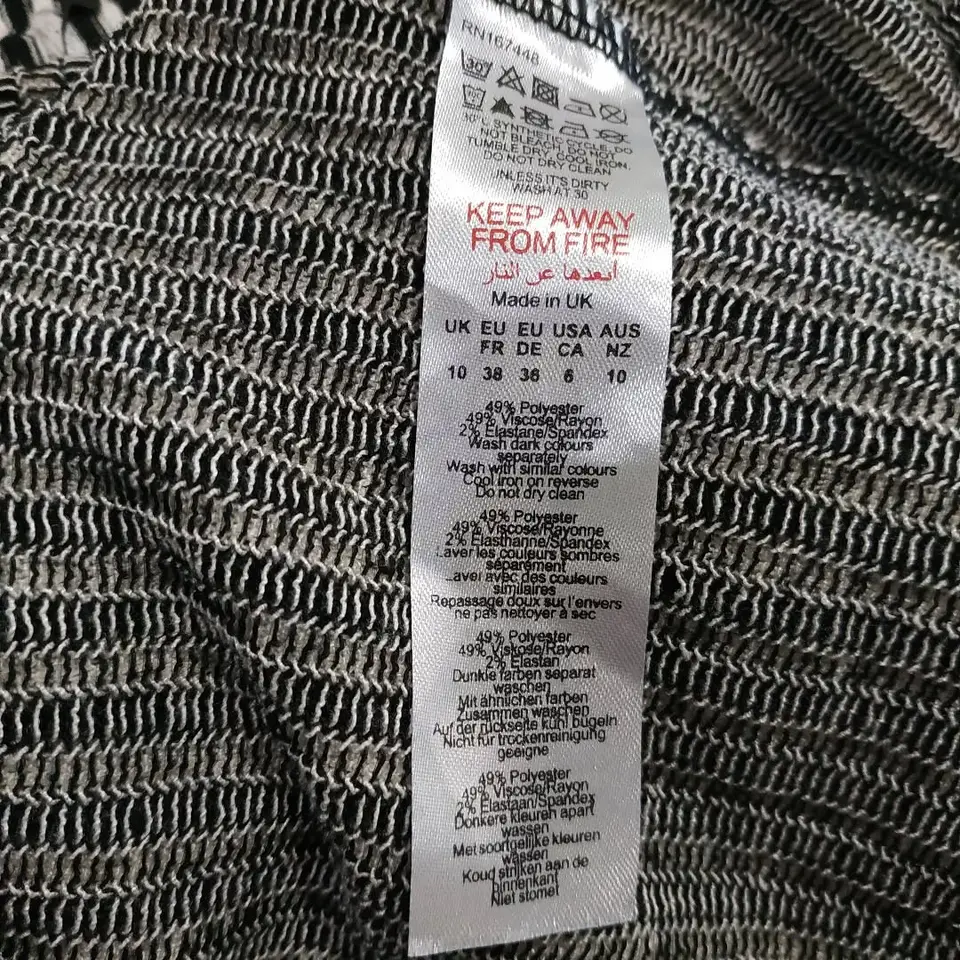 RN167448
30
30°L SYNTHETIC CYCLE, DO
NOT BLEACH, DO NOT
TUMBLE DRY, COOL IRON,
DO NOT DRY CLEAN
INLESS IT'S DIRTY
WASH AT 30
KEEP AWAY
FROM FIRE
أبعدها عن النار
Made in UK
UK EU EU USA AUS
FR DE CA NZ
10 38 36 6 10
49% Polyester
49% Viscose/Rayon
2% Elastane/Spandex
Wash dark colours
separately
Wash with similar colours
Cool iron on reverse
Do not dry clean
49% Polyester
49% Viscose/Rayonne
2% Elasthanne/Spandex
Laver les couleurs sombres
séparément
Lavel avec des couleurs
similaires
Repassage doux sur l'envers
ne pas nettoyer à sec
49% Polyester
49% Viskose/Rayon
2% Elastan
Dunkle farben separat
waschen
Mit ähnlichen farben
Zusammen waschen
Auf der rückseite kühl bügeln
Nicht für trockenreinigung
geeigne
49% Polyester
49% Viscose/Rayon
2% Elastaan/Spandex
Donkere kleuren apart
wassen
Met soortgelijke kleuren
wassen
Koud strijken aan de
binnenkant
Niet stomet